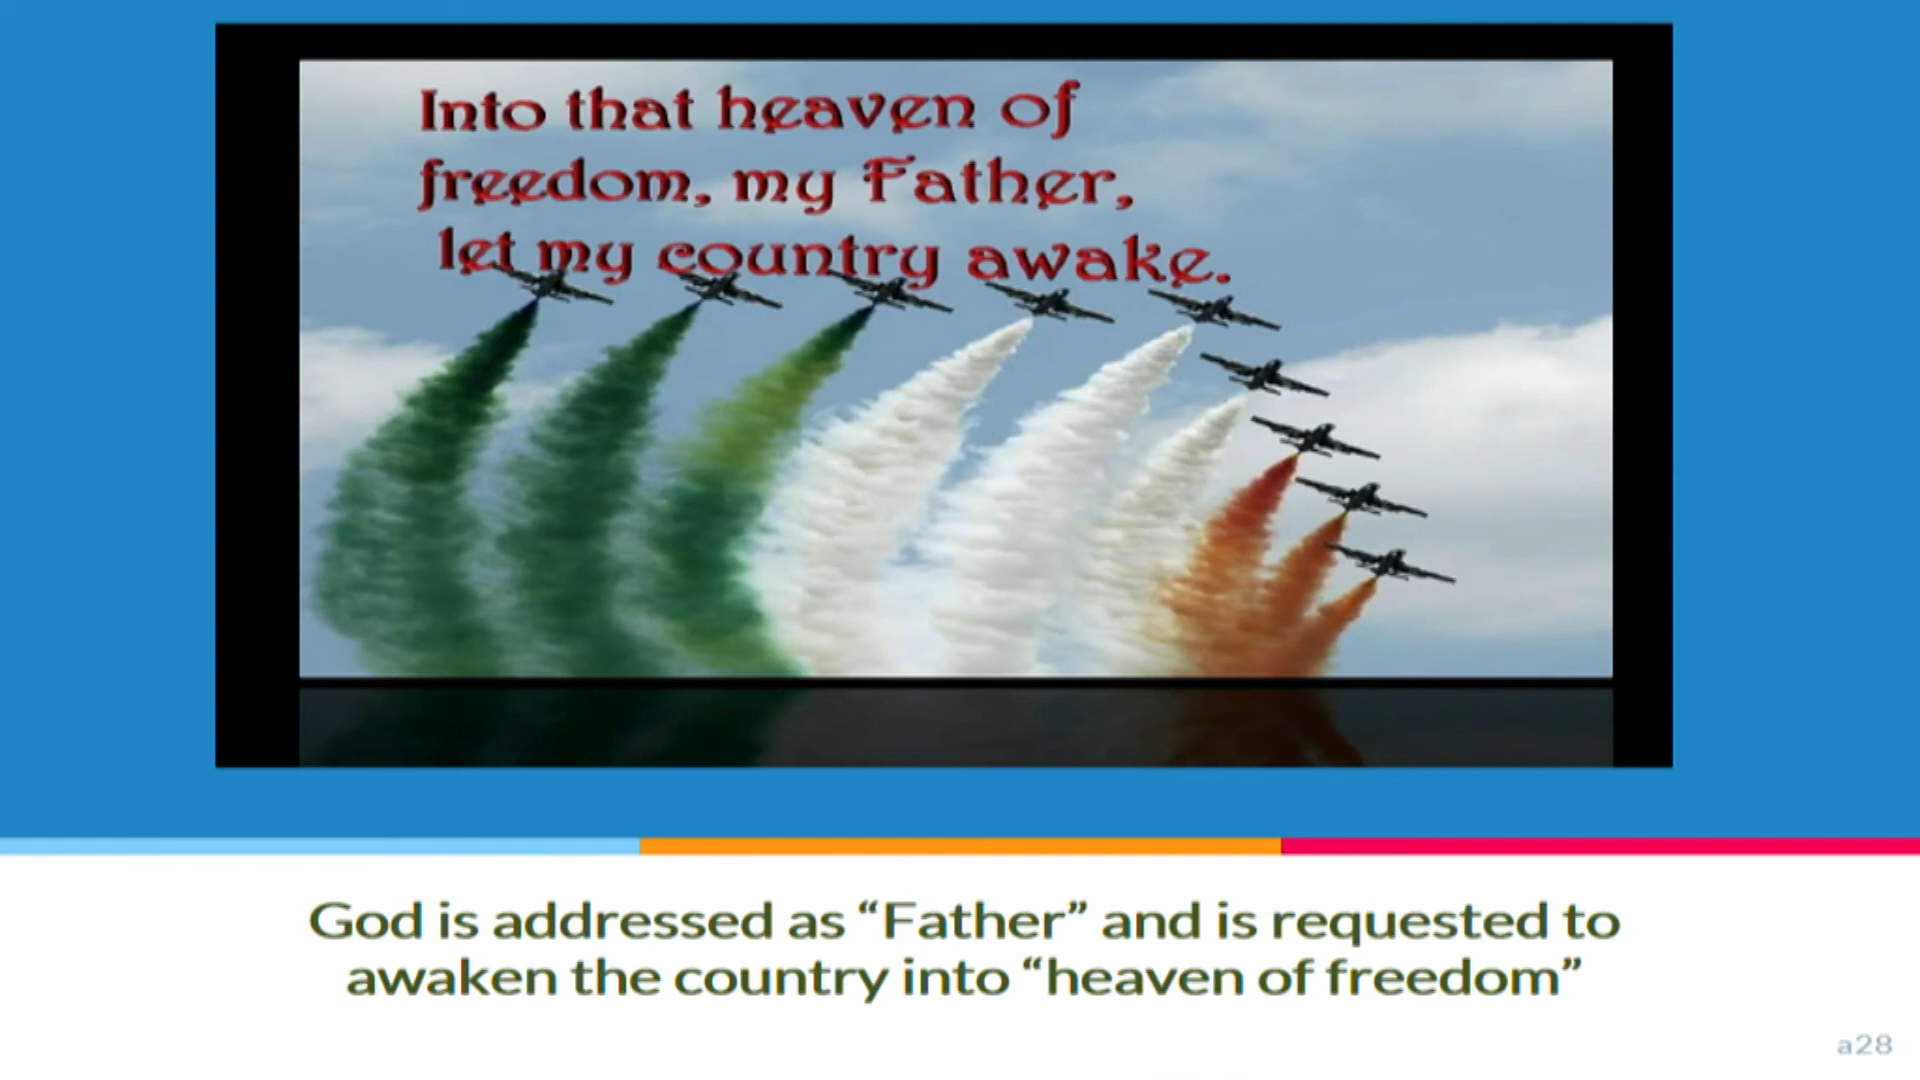 Into that heaven of
freedom, my Father,
let my country awake.
God is addressed as “Father” and is requested to
awaken the country into “heaven of freedom”
a28